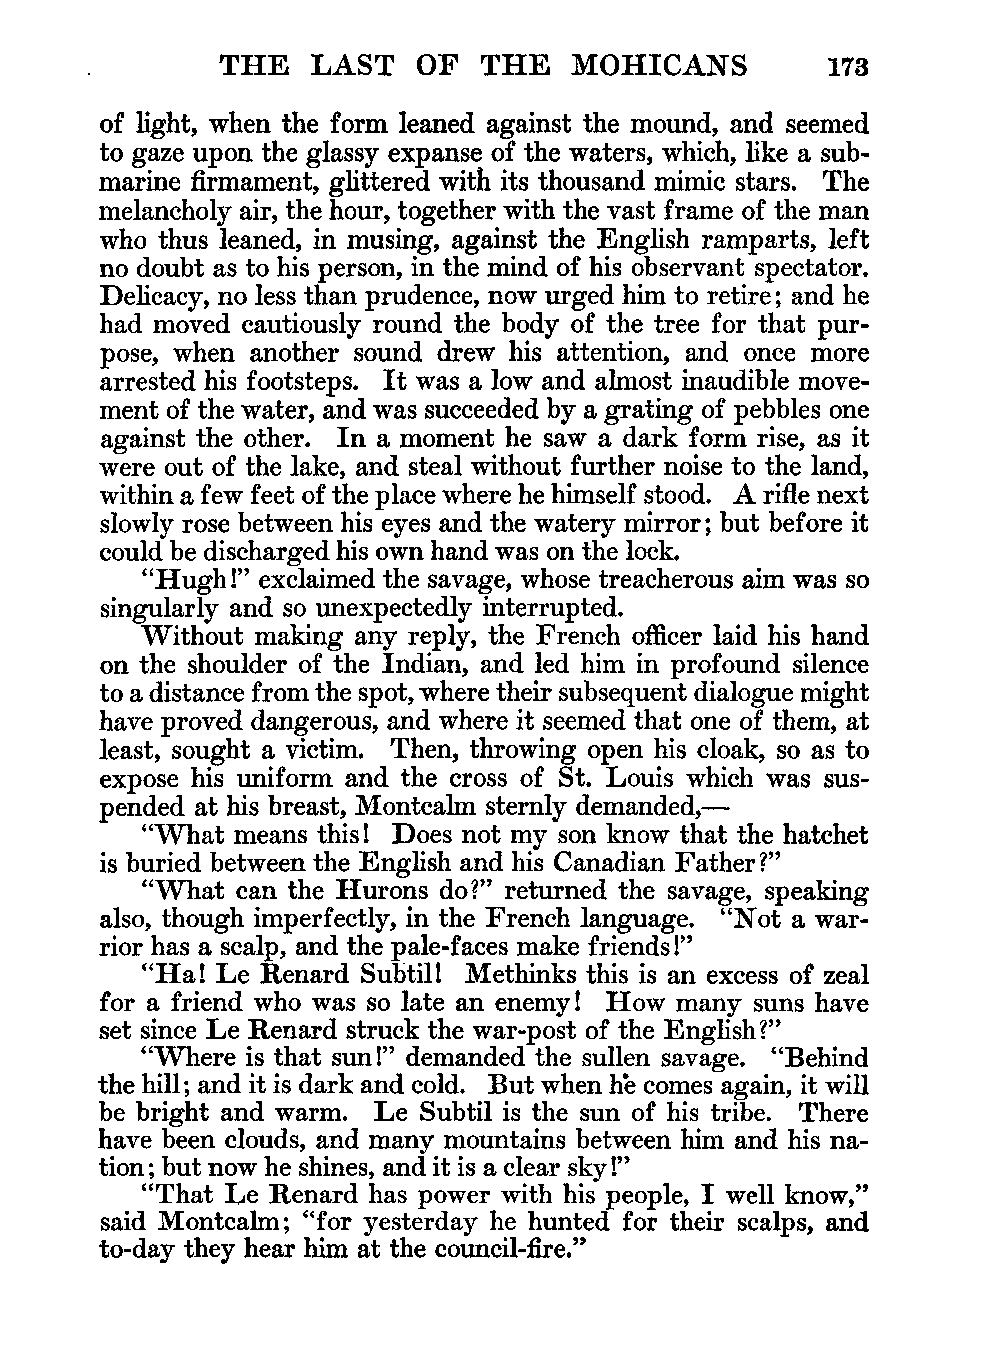 THE LAST OF THE MOHICANS 173
of light, when the form leaned against the mound, and seemed
to gaze upon the glassy expanse of the waters, which, like a sub-
marine firmament, glittered with its thousand mimic stars. The
melancholy air, the hour, together with the vast frame of the man
who thus leaned, in musing, against the English ramparts, left
no doubt as to his person, in the mind of his observant spectator.
Delicacy, no less than prudence, now urged him to retire; and he
had moved cautiously round the body of the tree for that pur-
pose, when another sound drew his attention, and once more
arrested his footsteps. It was a low and almost inaudible move-
ment of the water, and was succeeded by a grating of pebbles one
against the other. In a moment he saw a dark form rise, as it
were out of the lake, and steal without further noise to the land,
within a few feet of the place where he himself stood. A rifle next
slowly rose between his eyes and the watery mirror; but before it
could be discharged his own hand was on the lock.
“Hugh!” exclaimed the savage, whose treacherous aim was so
singularly and so unexpectedly interrupted.
Without making any reply, the French officer laid his hand
on the shoulder of the Indian, and led him in profound silence
to a distance from the spot, where their subsequent dialogue might
have proved dangerous, and where it seemed that one of them, at
least, sought a victim. Then, throwing open his cloak, so as to
expose his uniform and the cross of St. Louis which was sus-
pended at his breast, Montcalm sternly demanded,—
“What means this! Does not my son know that the hatchet
is buried between the English and his Canadian Father?”
“What can the Hurons do?” returned the savage, speaking
also, though imperfectly, in the French language. “Not a war-
rior has a scalp, and the pale-faces make friends!”
“Ha! Le Renard Subtil! Methinks this is an excess of zeal
for a friend who was so late an enemy! How many suns have
set since Le Renard struck the war-post of the English?”
“Where is that sun!” demanded the sullen savage. “Behind
the hill; and it is dark and cold. But when he comes again, it will
be bright and warm. Le Subtil is the sun of his tribe. There
have been clouds, and many mountains between him and his na-
tion; but now he shines, and it is a clear sky!”
“That Le Renard has power with his people, I well know,”
said Montcalm; “for yesterday he hunted for their scalps, and
to-day they hear him at the council-fire.”